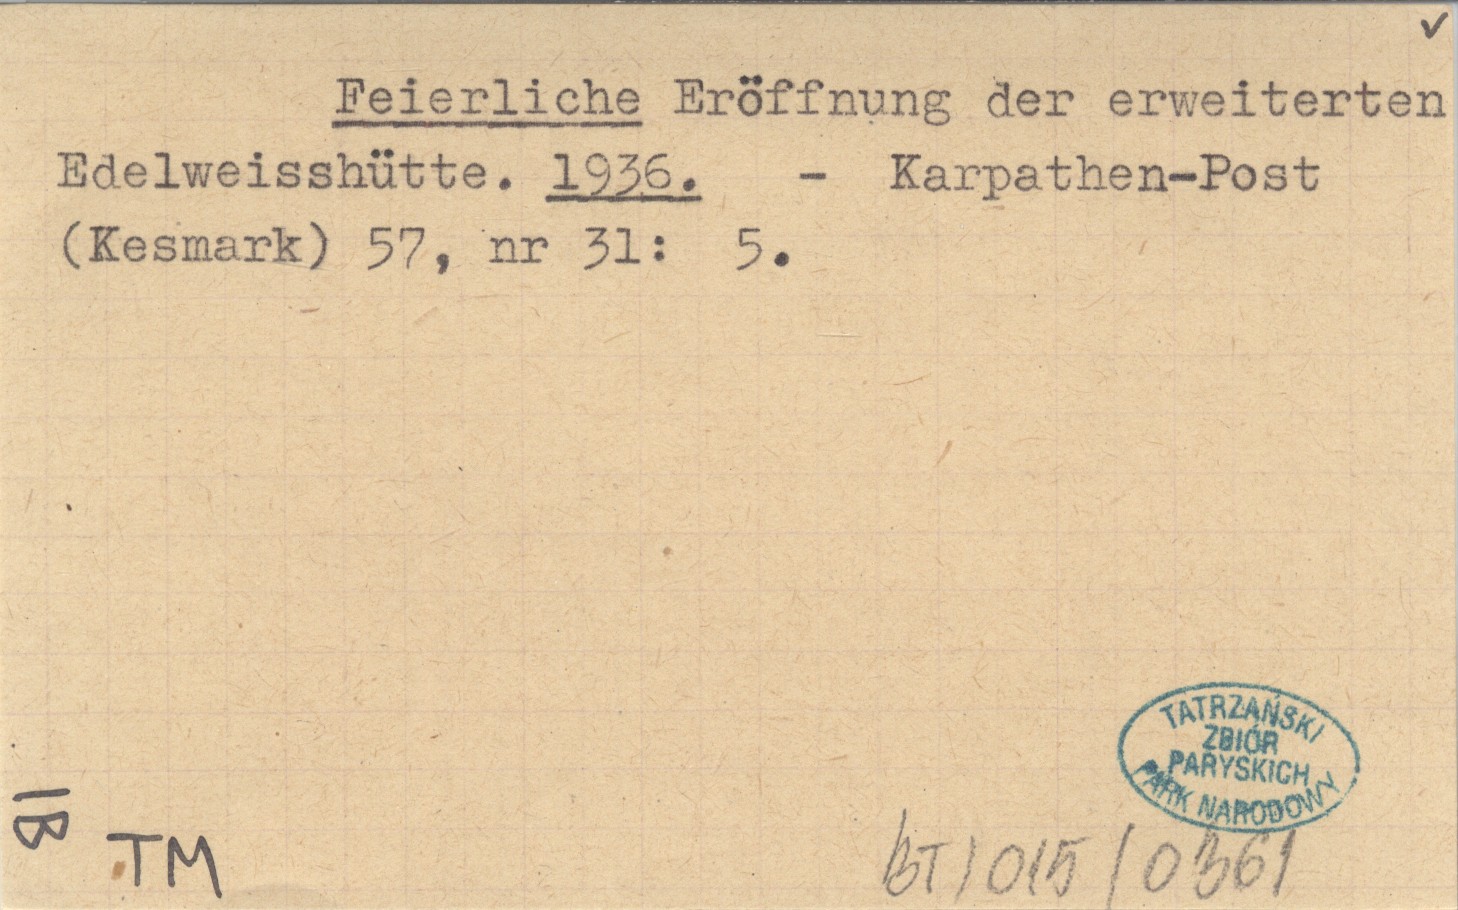 ✓
Feierliche Eröffnung der erweiterten
Edelweisshütte. 1936. - Karpathen-Post
(Kesmark) 57, nr 31: 5.
TATRZAŃSKI
ZBIÓR
PARYSKICH
PARK NARODOWY
IB
TM
BT/015/0361